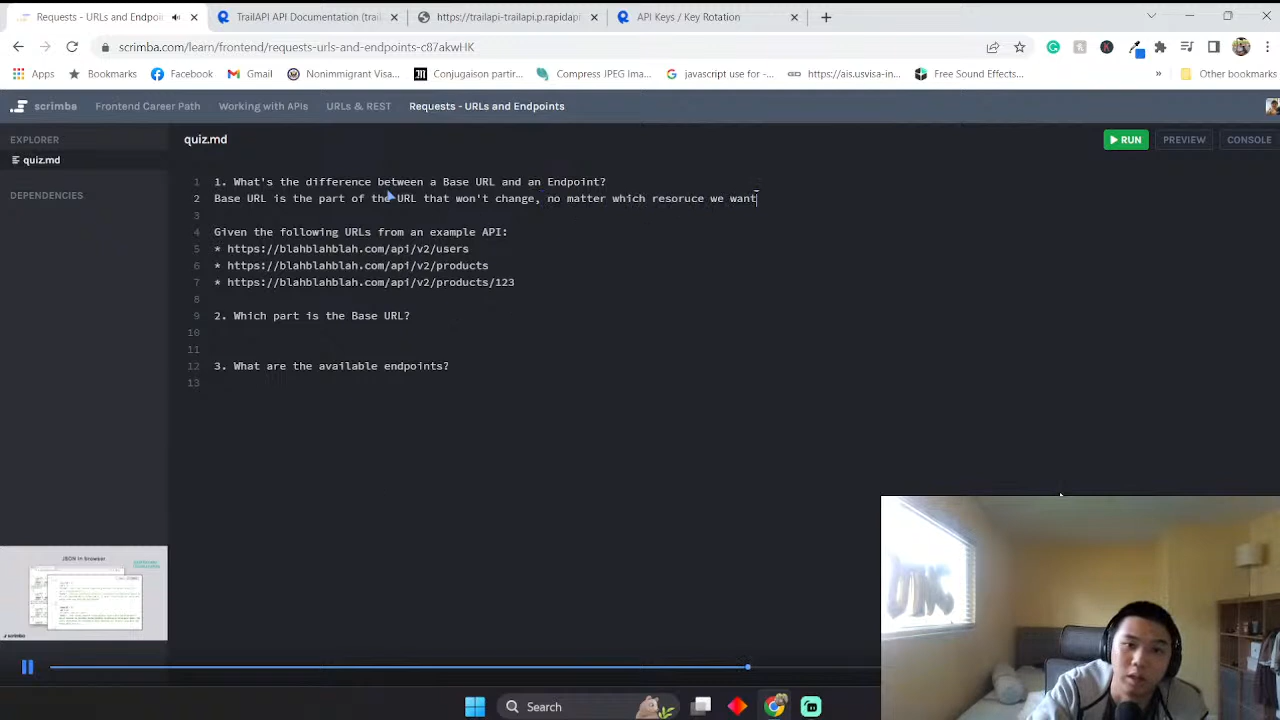 Requests - URLs and Endpoi
TrailAPI API Documentation (trail
https://trailapi-trailapi.p.rapidap
API Keys / Key Rotation
scrimba.com/learn/frontend/requests-urls-and-endpoints-c87akwHK
Apps
Bookmarks
Facebook
Gmail
Nonimmigrant Visa...
Conjugaison partir...
Compress JPEG Ima...
javascript use for -...
https://ais.usvisa-in...
Free Sound Effects...
»
Other bookmarks
scrimba
Frontend Career Path
Working with APIs
URLs & REST
Requests - URLs and Endpoints
EXPLORER
quiz.md
RUN
PREVIEW
CONSOLE
quiz.md
DEPENDENCIES
1 1. What's the difference between a Base URL and an Endpoint?
2 Base URL is the part of the URL that won't change, no matter which resoruce we want
3
4 Given the following URLs from an example API:
5 * https://blahblahblah.com/api/v2/users
6 * https://blahblahblah.com/api/v2/products
7 * https://blahblahblah.com/api/v2/products/123
8
9 2. Which part is the Base URL?
10
11
12 3. What are the available endpoints?
13
JSON in browser
scrimba
Search